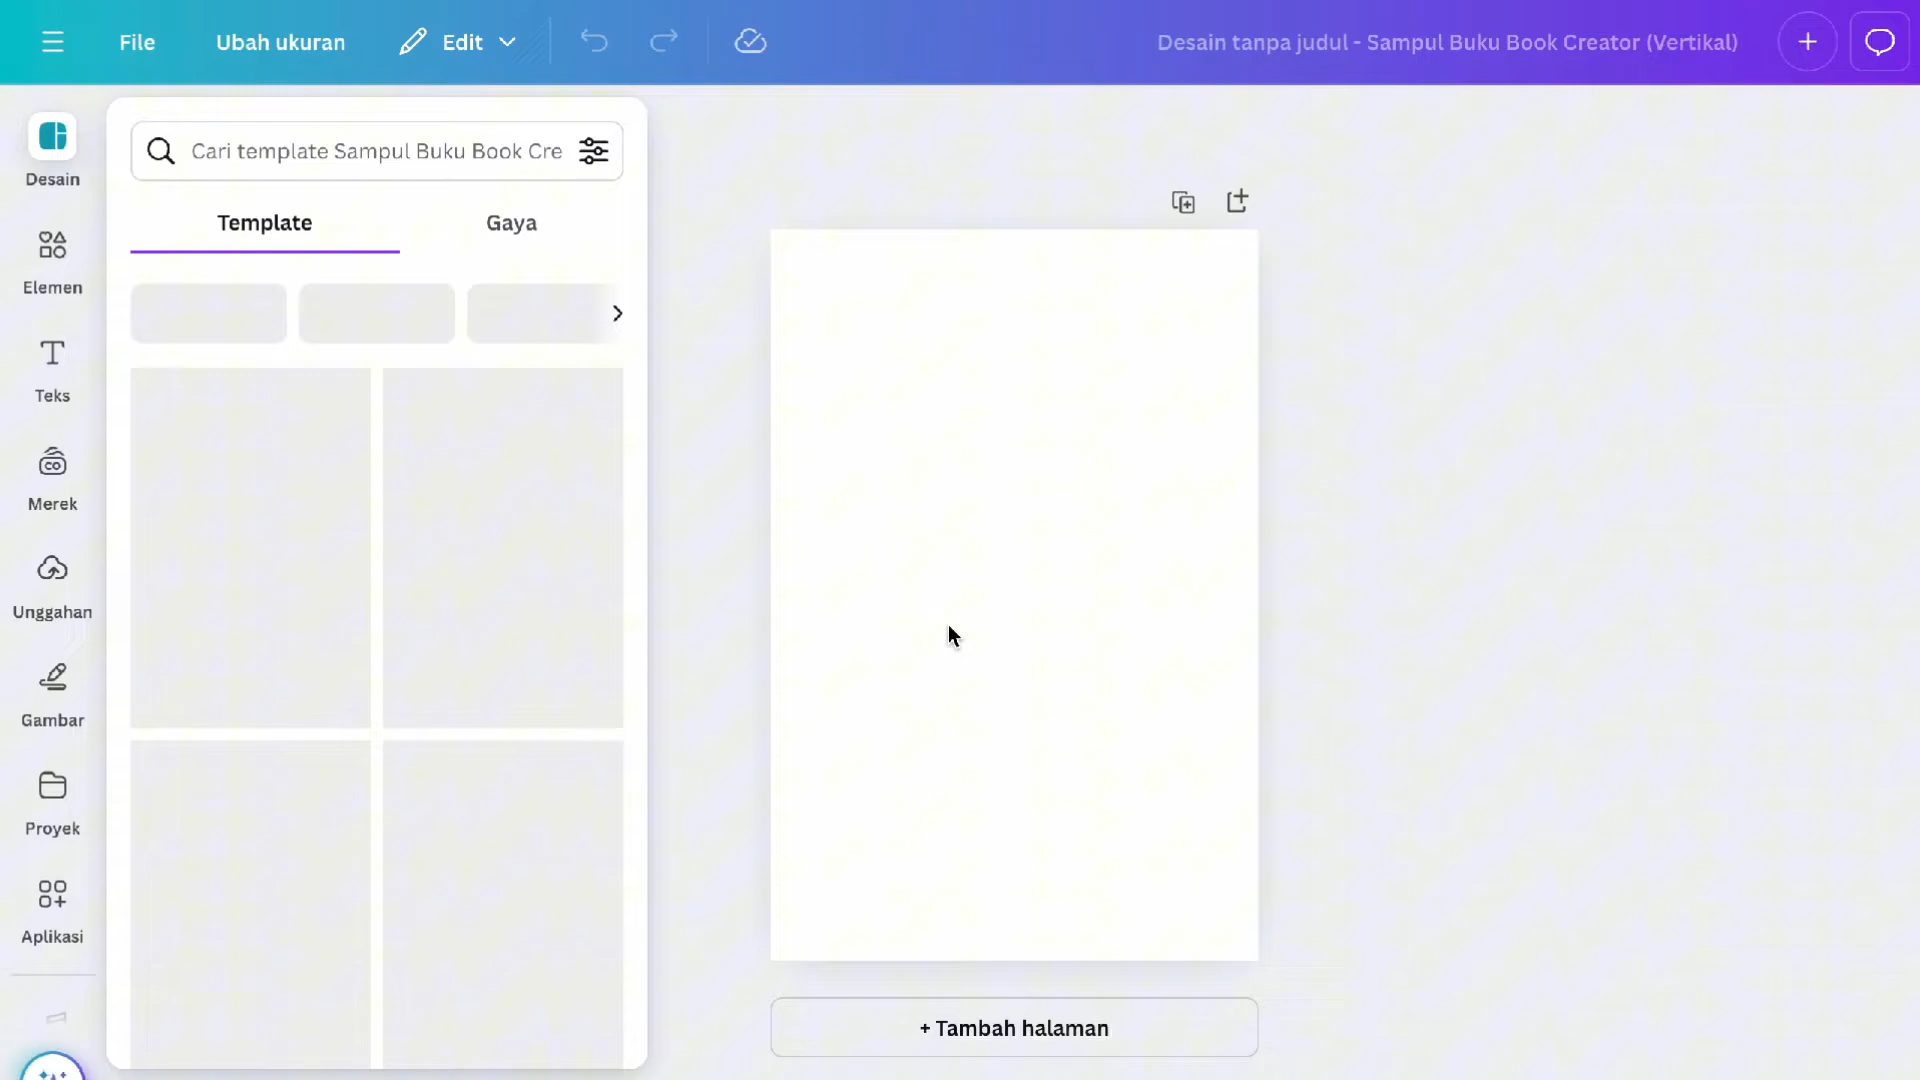 File
Ubah ukuran
Edit
Desain tanpa judul - Sampul Buku Book Creator (Vertikal)
Desain
Elemen
Teks
CO
Merek
Unggahan
Gambar
Proyek
Aplikasi
Cari template Sampul Buku Book Cre
Template
Gaya
+ Tambah halaman